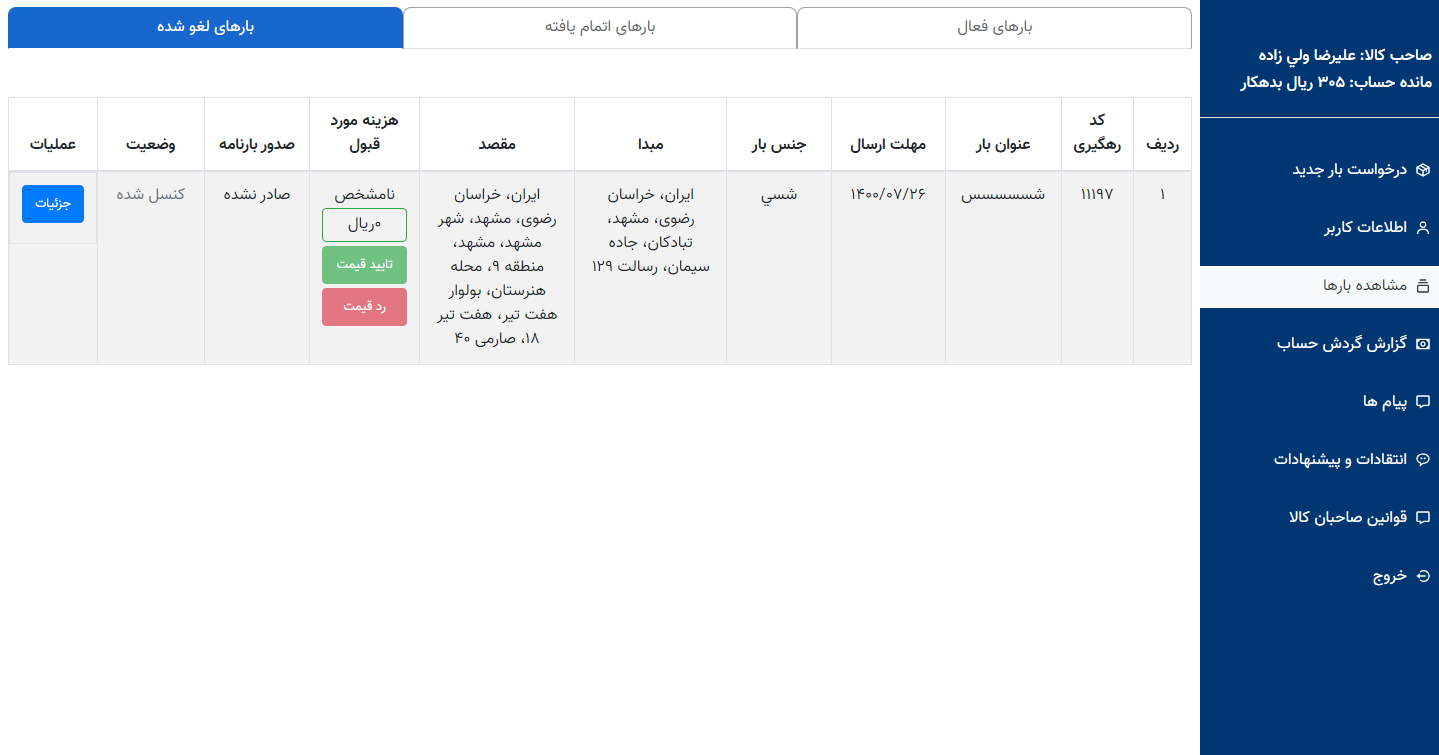 صاحب کالا: علیرضا ولي زاده
مانده حساب: ۳۰۵ ریال بدهکار
درخواست بار جدید
اطلاعات کاربر
مشاهده بارها
گزارش گردش حساب
پیام ها
انتقادات و پیشنهادات
قوانین صاحبان کالا
خروج
بارهای فعال
بارهای اتمام یافته
بارهای لغو شده
ردیف
کد
رهگیری
عنوان بار
مهلت ارسال
جنس بار
مبدا
مقصد
هزینه مورد
قبول
صدور بارنامه
وضعیت
عملیات
۱
۱۱۱۹۷
شسسسسس
۱۴۰۰/۰۷/۲۶
شسي
ایران، خراسان
رضوی، مشهد،
تبادکان، جاده
سیمان، رسالت ۱۲۹
ایران، خراسان
رضوی، مشهد، شهر
مشهد، مشهد،
منطقه ۹، محله
هنرستان، بولوار
هفت تیر، هفت تیر
۱۸، صارمی ۴۰
نامشخص
۰ریال
تایید قیمت
رد قیمت
صادر نشده
کنسل شده
جزئیات